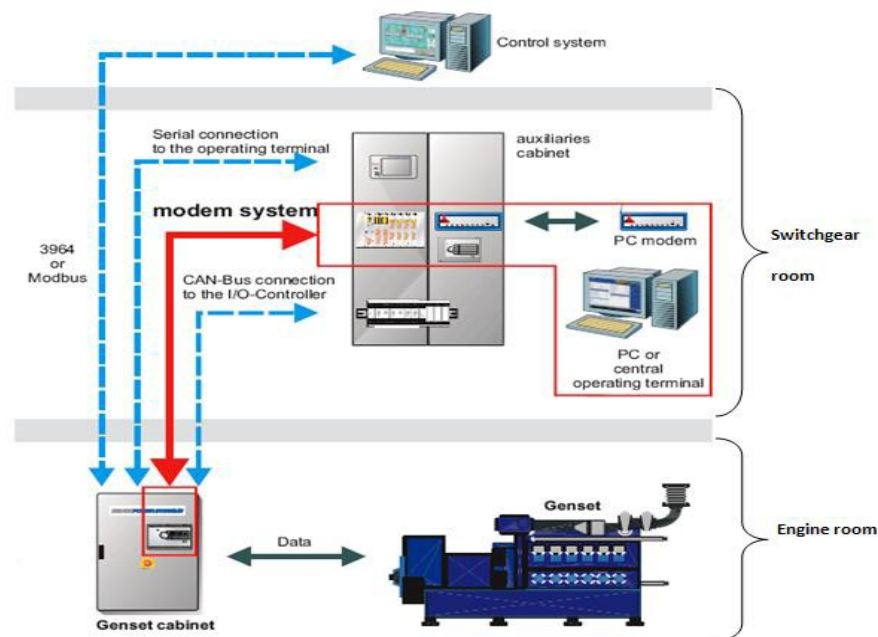 Control system
Serial connection
to the operating terminal
auxiliaries
cabinet
modem system
3964
or
Modbus
PC modem
Switchgear
room
CAN-Bus connection
to the I/O-Controller
PC or
central
operating terminal
Genset
Engine room
Data
Genset cabinet